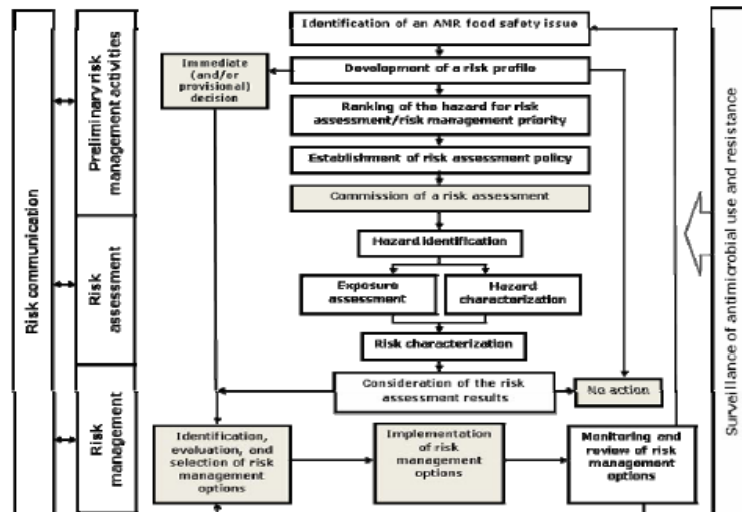 Risk communication
Preliminary risk
management activities
Risk
assessment
Risk
management
Identification of an AMR food safety issue
Immediate
(and/or
provisional)
decision
Development of a risk profile
Ranking of the hazard for risk
assessment/risk management priority
Establishment of risk assessment policy
Commission of a risk assessment
Hazard identification
Exposure
assessment
Hazard
characterization
Risk characterization
Consideration of the risk
assessment results
No action
Identification,
evaluation, and
selection of risk
management
options
Implementation
of risk
management
options
Monitoring and
review of risk
management
options
Surveillance of antimicrobial use and resistance